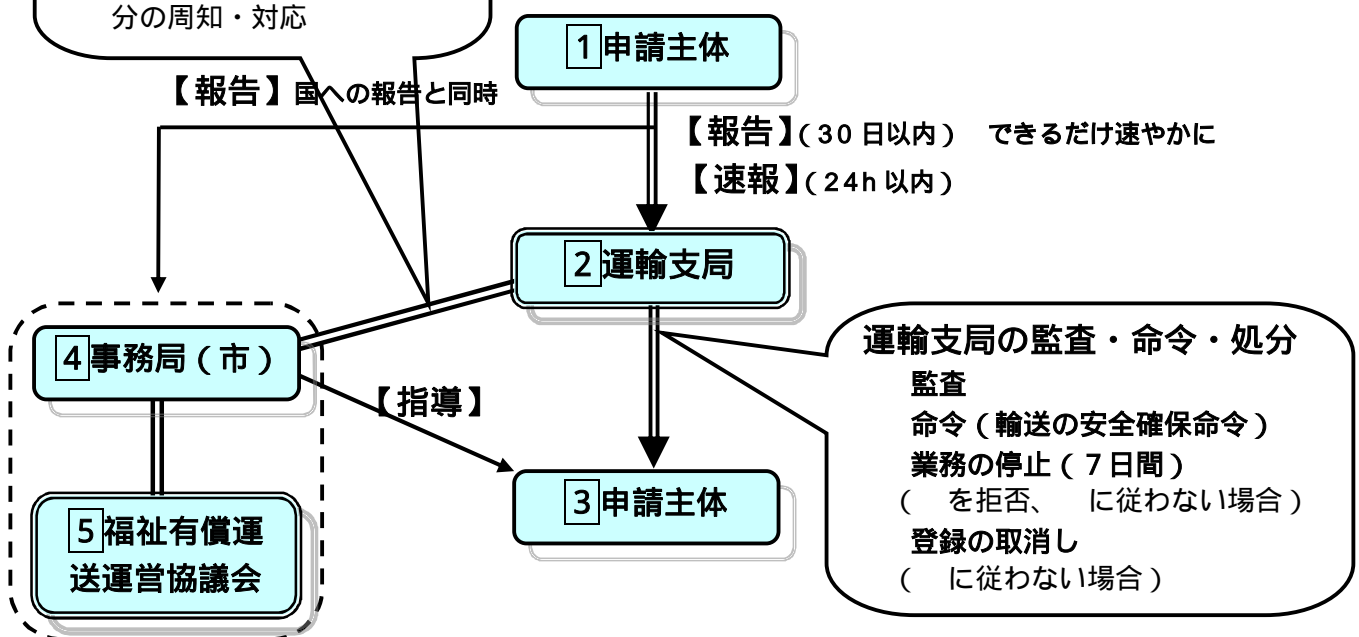 分の周知・対応
1申請主体
【報告】国への報告と同時
【報告】(30日以内) できるだけ速やかに
【速報】(24h以内)
2運輸支局
4事務局(市)
【指導】
運輸支局の監査・命令・処分
監査
命令(輸送の安全確保命令)
業務の停止(7日間)
( を拒否、 に従わない場合)
登録の取消し
( に従わない場合)
3申請主体
5福祉有償運
送運営協議会